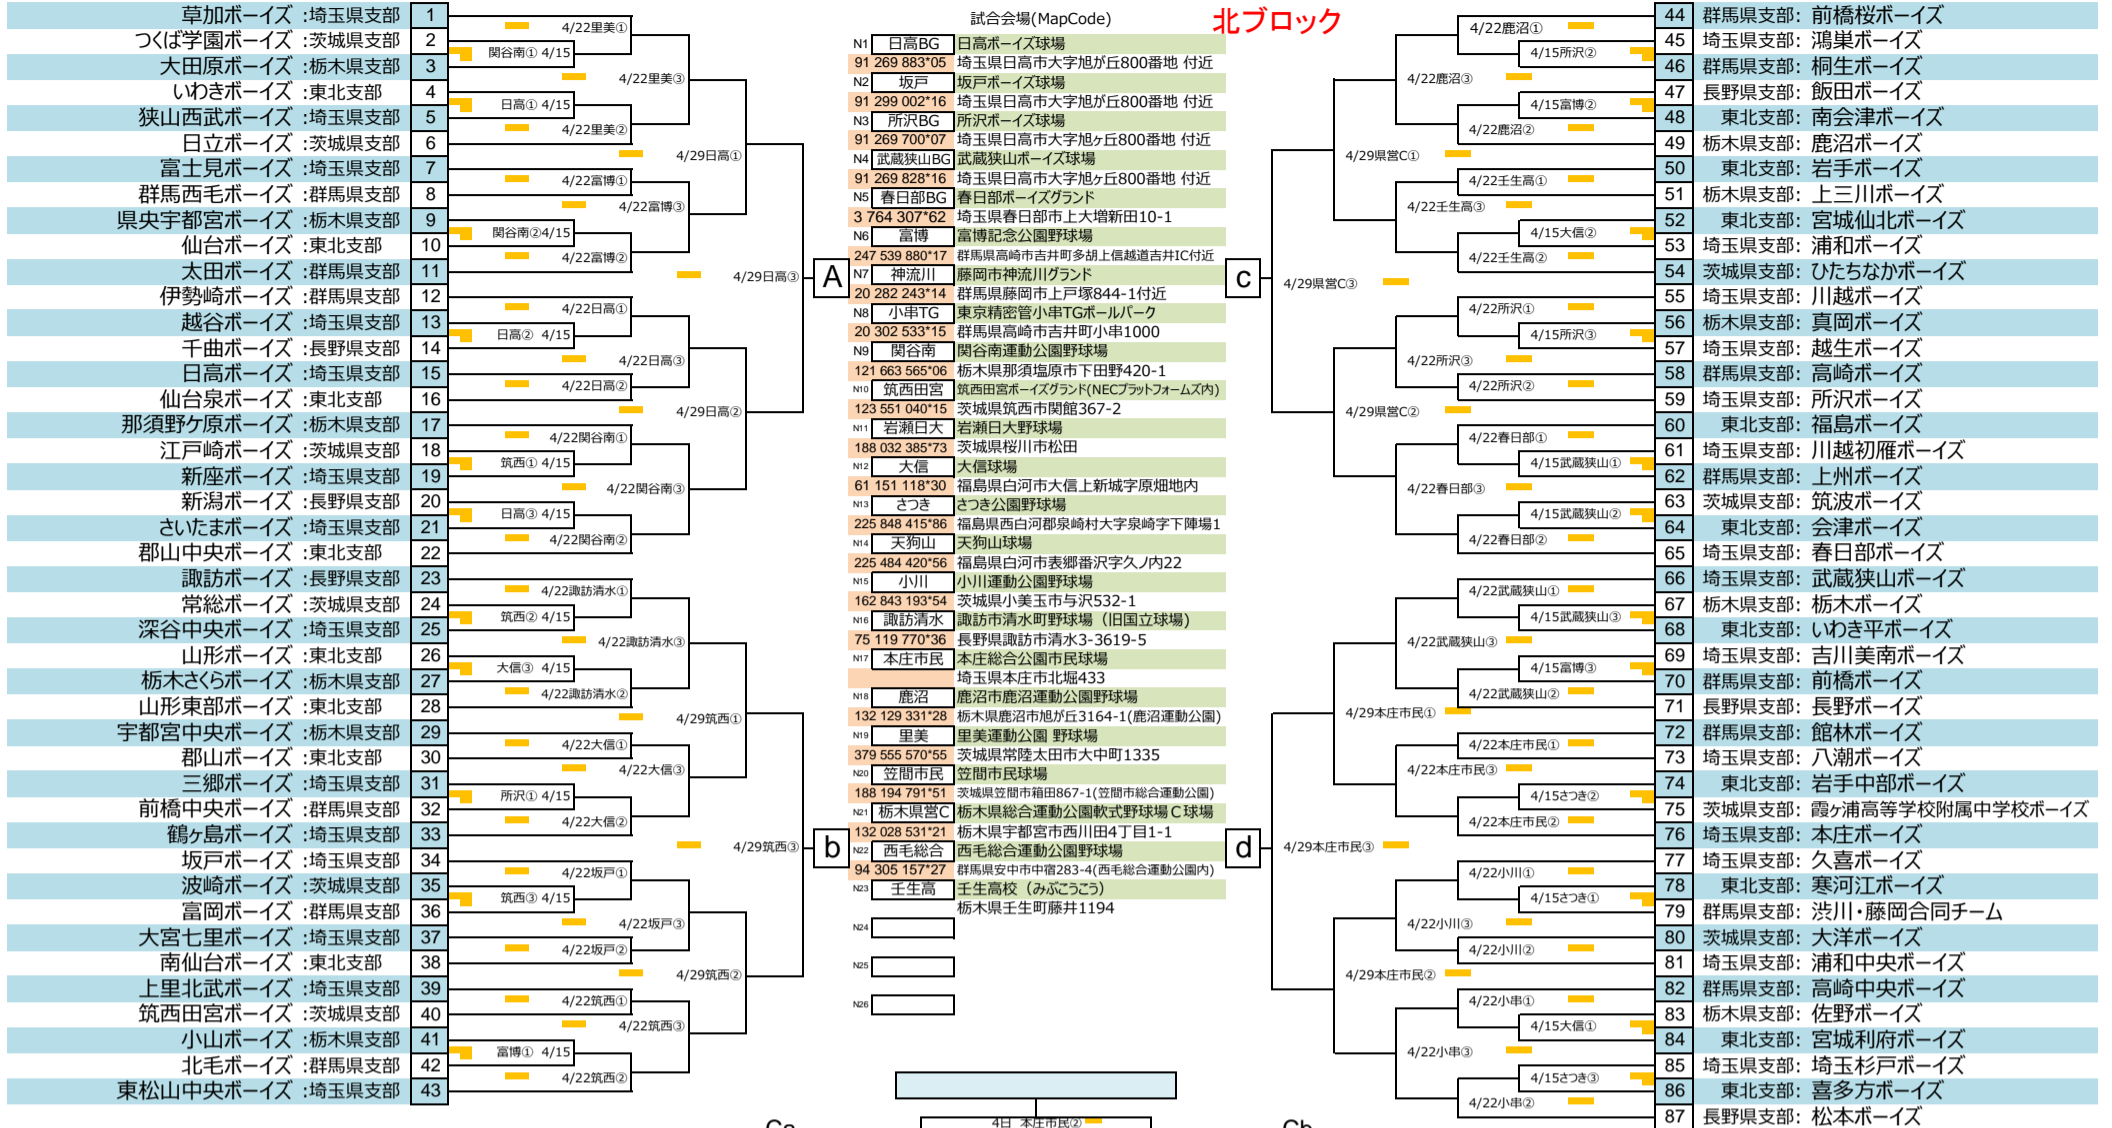 北ブロック
草加ボーイズ :埼玉県支部 1
つくば学園ボーイズ :茨城県支部 2
大田原ボーイズ :栃木県支部 3
いわきボーイズ :東北支部 4
狭山西武ボーイズ :埼玉県支部 5
日立ボーイズ :茨城県支部 6
富士見ボーイズ :埼玉県支部 7
群馬西毛ボーイズ :群馬県支部 8
県央宇都宮ボーイズ :栃木県支部 9
仙台ボーイズ :東北支部 10
太田ボーイズ :群馬県支部 11
伊勢崎ボーイズ :群馬県支部 12
越谷ボーイズ :埼玉県支部 13
千曲ボーイズ :長野県支部 14
日高ボーイズ :埼玉県支部 15
仙台泉ボーイズ :東北支部 16
那須野ケ原ボーイズ :栃木県支部 17
江戸崎ボーイズ :茨城県支部 18
新座ボーイズ :埼玉県支部 19
新潟ボーイズ :長野県支部 20
さいたまボーイズ :埼玉県支部 21
郡山中央ボーイズ :東北支部 22
諏訪ボーイズ :長野県支部 23
常総ボーイズ :茨城県支部 24
深谷中央ボーイズ :埼玉県支部 25
山形ボーイズ :東北支部 26
栃木さくらボーイズ :栃木県支部 27
山形東部ボーイズ :東北支部 28
宇都宮中央ボーイズ :栃木県支部 29
郡山ボーイズ :東北支部 30
三郷ボーイズ :埼玉県支部 31
前橋中央ボーイズ :群馬県支部 32
鶴ヶ島ボーイズ :埼玉県支部 33
坂戸ボーイズ :埼玉県支部 34
波崎ボーイズ :茨城県支部 35
富岡ボーイズ :群馬県支部 36
大宮七里ボーイズ :埼玉県支部 37
南仙台ボーイズ :東北支部 38
上里北武ボーイズ :埼玉県支部 39
筑西田宮ボーイズ :茨城県支部 40
小山ボーイズ :栃木県支部 41
北毛ボーイズ :群馬県支部 42
東松山中央ボーイズ :埼玉県支部 43
4/22里美①
関谷南① 4/15
4/22里美③
日高① 4/15
4/22里美②
4/29日高①
4/22富博①
4/22富博③
関谷南②4/15
4/22富博②
4/29日高③
4/22日高①
日高② 4/15
4/22日高③
4/22日高②
4/29日高②
4/22関谷南①
筑西① 4/15
4/22関谷南③
日高③ 4/15
4/22関谷南②
4/22諏訪清水①
筑西② 4/15
4/22諏訪清水③
大信③ 4/15
4/22諏訪清水②
4/29筑西①
4/22大信①
4/22大信③
所沢① 4/15
4/22大信②
4/29筑西③
4/22坂戸①
筑西③ 4/15
4/22坂戸③
4/22坂戸②
4/29筑西②
4/22筑西①
4/22筑西③
富博① 4/15
4/22筑西②
A
b
試合会場(MapCode)
N1 日高BG 日高ボーイズ球場
91 269 883*05 埼玉県日高市大字旭が丘800番地 付近
N2 坂戸 坂戸ボーイズ球場
91 299 002*16 埼玉県日高市大字旭が丘800番地 付近
N3 所沢BG 所沢ボーイズ球場
91 269 700*07 埼玉県日高市大字旭ヶ丘800番地 付近
N4 武蔵狭山BG 武蔵狭山ボーイズ球場
91 269 828*16 埼玉県日高市大字旭ヶ丘800番地 付近
N5 春日部BG 春日部ボーイズグランド
3 764 307*62 埼玉県春日部市上大増新田10-1
N6 富博 富博記念公園野球場
247 539 880*17 群馬県高崎市吉井町多胡上信越道吉井IC付近
N7 神流川 藤岡市神流川グランド
20 282 243*14 群馬県藤岡市上戸塚844-1付近
N8 小串TG 東京精密管小串TGボールパーク
20 302 533*15 群馬県高崎市吉井町小串1000
N9 関谷南 関谷南運動公園野球場
121 663 565*06 栃木県那須塩原市下田野420-1
N10 筑西田宮 筑西田宮ボーイズグランド(NECプラットフォームズ内)
123 551 040*15 茨城県筑西市関館367-2
N11 岩瀬日大 岩瀬日大野球場
188 032 385*73 茨城県桜川市松田
N12 大信 大信球場
61 151 118*30 福島県白河市大信上新城字原畑地内
N13 さつき さつき公園野球場
225 848 415*86 福島県西白河郡泉崎村大字泉崎字下陣場1
N14 天狗山 天狗山球場
225 484 420*56 福島県白河市表郷番沢字久ノ内22
N15 小川 小川運動公園野球場
162 843 193*54 茨城県小美玉市与沢532-1
N16 諏訪清水 諏訪市清水町野球場（旧国立球場）
75 119 770*36 長野県諏訪市清水3-3619-5
N17 本庄市民 本庄総合公園市民球場
埼玉県本庄市北堀433
N18 鹿沼 鹿沼市鹿沼運動公園野球場
132 129 331*28 栃木県鹿沼市旭が丘3164-1(鹿沼運動公園)
N19 里美 里美運動公園 野球場
379 555 570*55 茨城県常陸太田市大中町1335
N20 笠間市民 笠間市民球場
188 194 791*51 茨城県笠間市箱田867-1(笠間市総合運動公園)
N21 栃木県営C 栃木県総合運動公園軟式野球場Ｃ球場
132 028 531*21 栃木県宇都宮市西川田4丁目1-1
N22 西毛総合 西毛総合運動公園野球場
94 305 157*27 群馬県安中市中宿283-4(西毛総合運動公園内)
N23 壬生高 壬生高校（みぶこうこう）
栃木県壬生町藤井1194
N24
N25
N26
4日 本庄市民②
Ca
Cb
c
d
4/22鹿沼①
4/15所沢②
4/22鹿沼③
4/15富博②
4/22鹿沼②
4/29県営C①
4/22壬生高①
4/22壬生高③
4/15大信②
4/22壬生高②
4/29県営C③
4/22所沢①
4/15所沢③
4/22所沢③
4/22所沢②
4/29県営C②
4/22春日部①
4/15武蔵狭山①
4/22春日部③
4/15武蔵狭山②
4/22春日部②
4/22武蔵狭山①
4/15武蔵狭山③
4/22武蔵狭山③
4/15富博③
4/22武蔵狭山②
4/29本庄市民①
4/22本庄市民①
4/22本庄市民③
4/15さつき②
4/22本庄市民②
4/29本庄市民③
4/22小川①
4/15さつき①
4/22小川③
4/22小川②
4/29本庄市民②
4/22小串①
4/15大信①
4/22小串③
4/15さつき③
4/22小串②
44 群馬県支部: 前橋桜ボーイズ
45 埼玉県支部: 鴻巣ボーイズ
46 群馬県支部: 桐生ボーイズ
47 長野県支部: 飯田ボーイズ
48 東北支部: 南会津ボーイズ
49 栃木県支部: 鹿沼ボーイズ
50 東北支部: 岩手ボーイズ
51 栃木県支部: 上三川ボーイズ
52 東北支部: 宮城仙北ボーイズ
53 埼玉県支部: 浦和ボーイズ
54 茨城県支部: ひたちなかボーイズ
55 埼玉県支部: 川越ボーイズ
56 栃木県支部: 真岡ボーイズ
57 埼玉県支部: 越生ボーイズ
58 群馬県支部: 高崎ボーイズ
59 埼玉県支部: 所沢ボーイズ
60 東北支部: 福島ボーイズ
61 埼玉県支部: 川越初雁ボーイズ
62 群馬県支部: 上州ボーイズ
63 茨城県支部: 筑波ボーイズ
64 東北支部: 会津ボーイズ
65 埼玉県支部: 春日部ボーイズ
66 埼玉県支部: 武蔵狭山ボーイズ
67 栃木県支部: 栃木ボーイズ
68 東北支部: いわき平ボーイズ
69 埼玉県支部: 吉川美南ボーイズ
70 群馬県支部: 前橋ボーイズ
71 長野県支部: 長野ボーイズ
72 群馬県支部: 館林ボーイズ
73 埼玉県支部: 八潮ボーイズ
74 東北支部: 岩手中部ボーイズ
75 茨城県支部: 霞ヶ浦高等学校附属中学校ボーイズ
76 埼玉県支部: 本庄ボーイズ
77 埼玉県支部: 久喜ボーイズ
78 東北支部: 寒河江ボーイズ
79 群馬県支部: 渋川・藤岡合同チーム
80 茨城県支部: 大洋ボーイズ
81 埼玉県支部: 浦和中央ボーイズ
82 群馬県支部: 高崎中央ボーイズ
83 栃木県支部: 佐野ボーイズ
84 東北支部: 宮城利府ボーイズ
85 埼玉県支部: 埼玉杉戸ボーイズ
86 東北支部: 喜多方ボーイズ
87 長野県支部: 松本ボーイズ